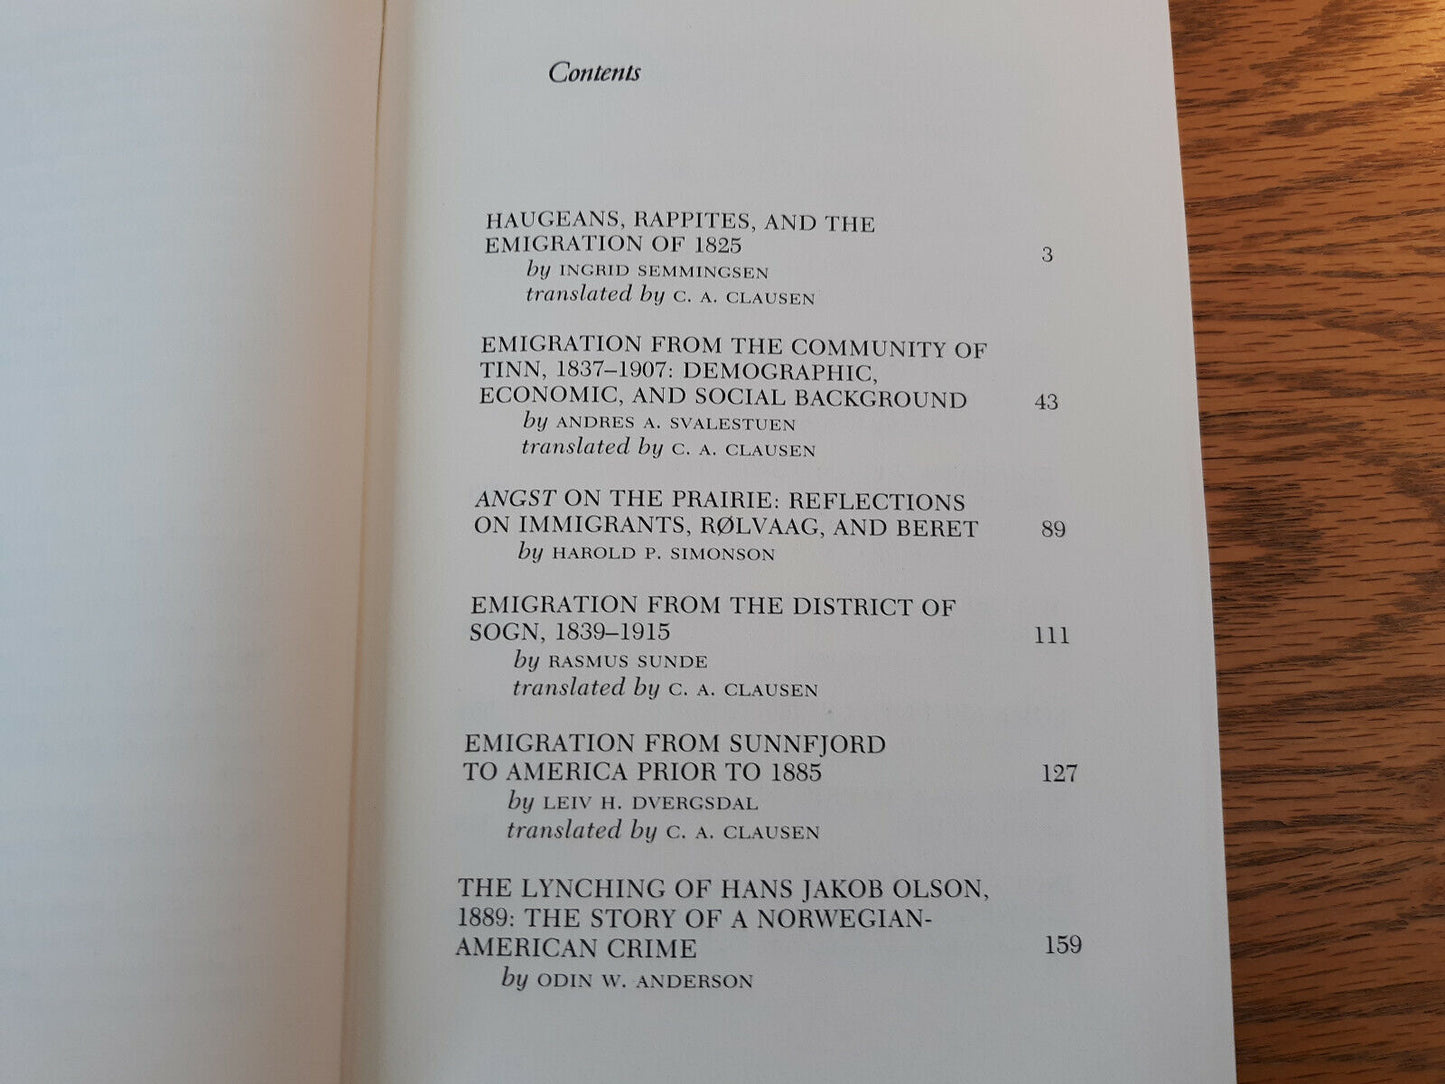 Contents
HAUGEANS, RAPPITES, AND THE
EMIGRATION OF 1825 3
by INGRID SEMMINGSEN
translated by C. A. CLAUSEN
EMIGRATION FROM THE COMMUNITY OF
TINN, 1837–1907: DEMOGRAPHIC,
ECONOMIC, AND SOCIAL BACKGROUND 43
by ANDRES A. SVALESTUEN
translated by C. A. CLAUSEN
ANGST ON THE PRAIRIE: REFLECTIONS
ON IMMIGRANTS, RØLVAAG, AND BERET 89
by HAROLD P. SIMONSON
EMIGRATION FROM THE DISTRICT OF
SOGN, 1839–1915 111
by RASMUS SUNDE
translated by C. A. CLAUSEN
EMIGRATION FROM SUNNFJORD
TO AMERICA PRIOR TO 1885 127
by LEIV H. DVERGSDAL
translated by C. A. CLAUSEN
THE LYNCHING OF HANS JAKOB OLSON,
1889: THE STORY OF A NORWEGIAN-
AMERICAN CRIME 159
by ODIN W. ANDERSON